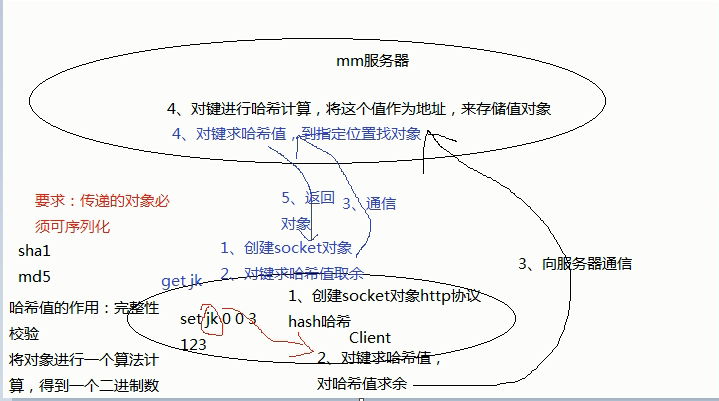 mm服务器
4、对键进行哈希计算，将这个值作为地址，来存储值对象
4、对键求哈希值，到指定位置找对象
要求：传递的对象必
须可序列化
5、返回
对象
3、通信
sha1
md5
1、创建socket对象
2、对键求哈希值取余
get jk
3、向服务器通信
哈希值的作用：完整性
校验
将对象进行一个算法计
算，得到一个二进制数
set jk 0 0 3
123
1、创建socket对象http协议
hash哈希
Client
2、对键求哈希值，
对哈希值求余